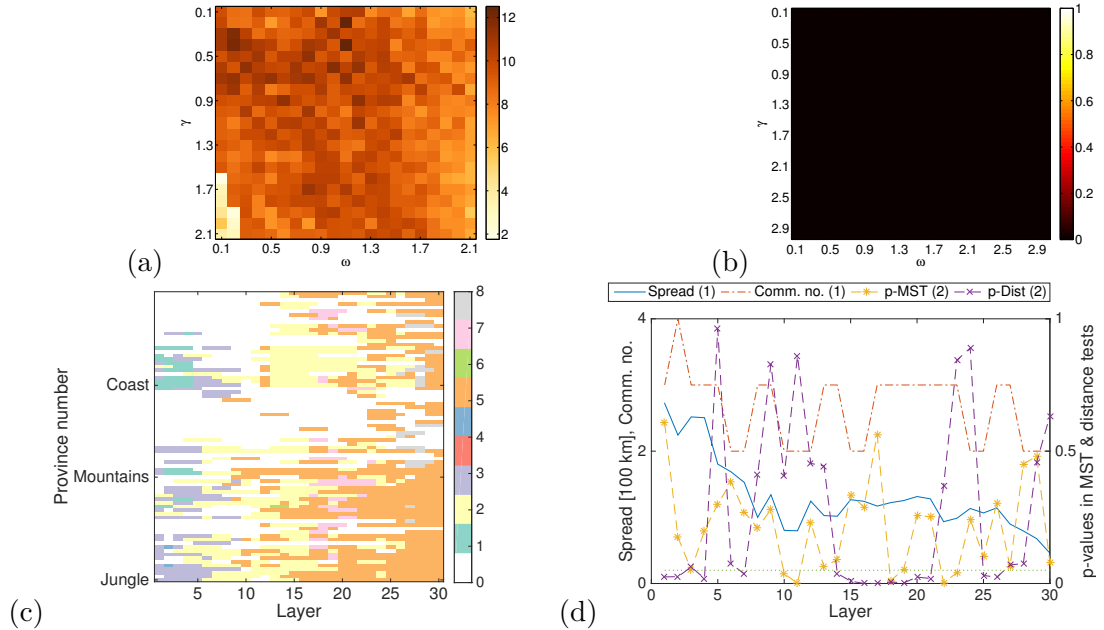 0.1
0.5
0.9
1.3
1.7
2.1
γ
0.1 0.5 0.9 1.3 1.7 2.1
ω
12
10
8
6
4
2
(a)
0.1
0.5
0.9
1.3
1.7
2.1
2.5
2.9
γ
0.1 0.5 0.9 1.3 1.7 2.1 2.5 2.9
ω
1
0.8
0.6
0.4
0.2
0
(b)
Province number
Coast
Mountains
Jungle
0 5 10 15 20 25 30
Layer
8
7
6
5
4
3
2
1
0
(c)
Spread (1) Comm. no. (1) p-MST (2) p-Dist (2)
Spread [100 km], Comm. no.
4
2
0
0 5 10 15 20 25 30
Layer
1
0.5
0
p-values in MST & distance tests
(d)